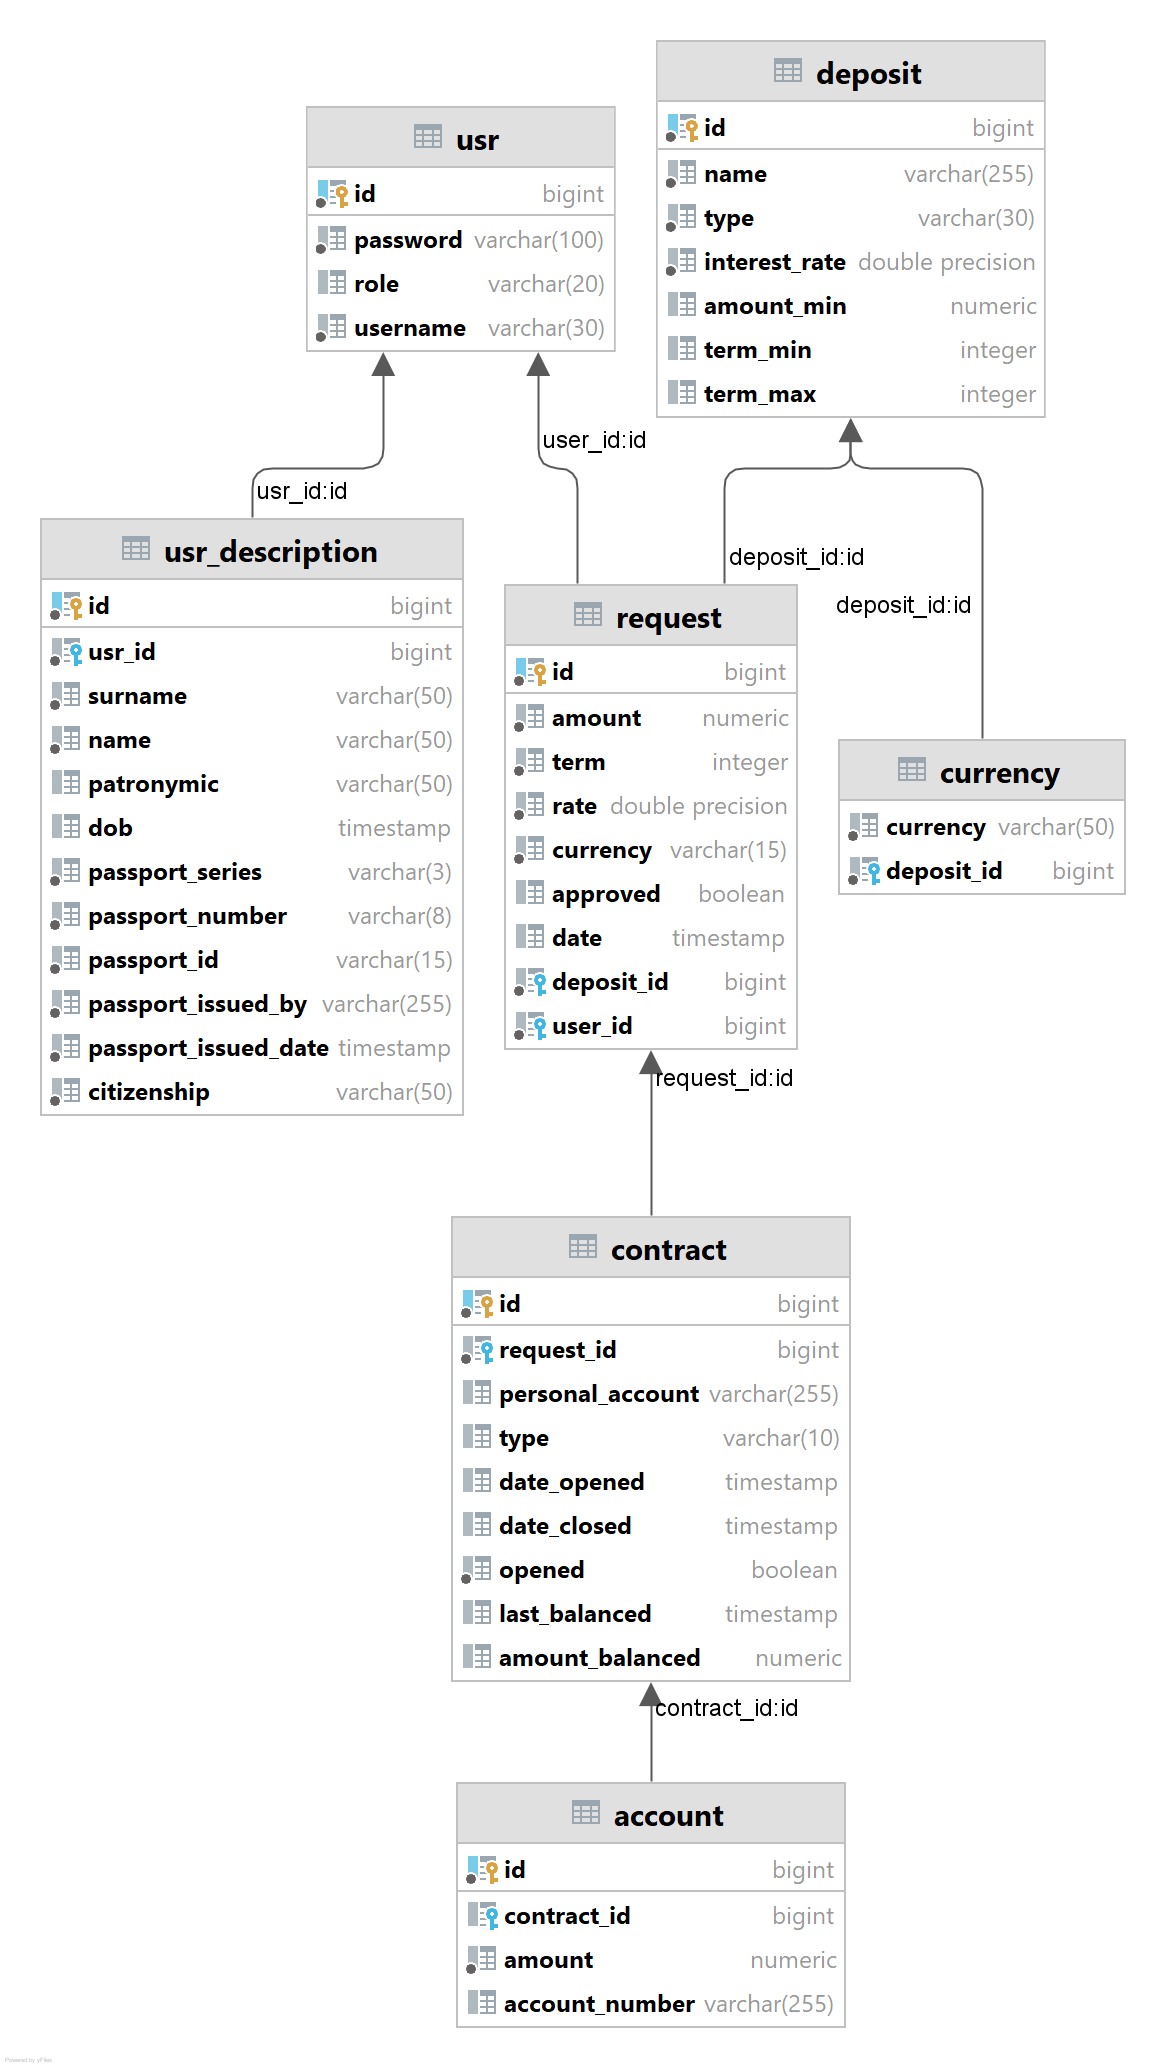 deposit
id bigint
name varchar(255)
type varchar(30)
interest_rate double precision
amount_min numeric
term_min integer
term_max integer
usr
id bigint
password varchar(100)
role varchar(20)
username varchar(30)
user_id:id
usr_id:id
deposit_id:id
deposit_id:id
usr_description
id bigint
usr_id bigint
surname varchar(50)
name varchar(50)
patronymic varchar(50)
dob timestamp
passport_series varchar(3)
passport_number varchar(8)
passport_id varchar(15)
passport_issued_by varchar(255)
passport_issued_date timestamp
citizenship varchar(50)
request
id bigint
amount numeric
term integer
rate double precision
currency varchar(15)
approved boolean
date timestamp
deposit_id bigint
user_id bigint
currency
currency varchar(50)
deposit_id bigint
request_id:id
contract
id bigint
request_id bigint
personal_account varchar(255)
type varchar(10)
date_opened timestamp
date_closed timestamp
opened boolean
last_balanced timestamp
amount_balanced numeric
contract_id:id
account
id bigint
contract_id bigint
amount numeric
account_number varchar(255)
Powered by yFiles